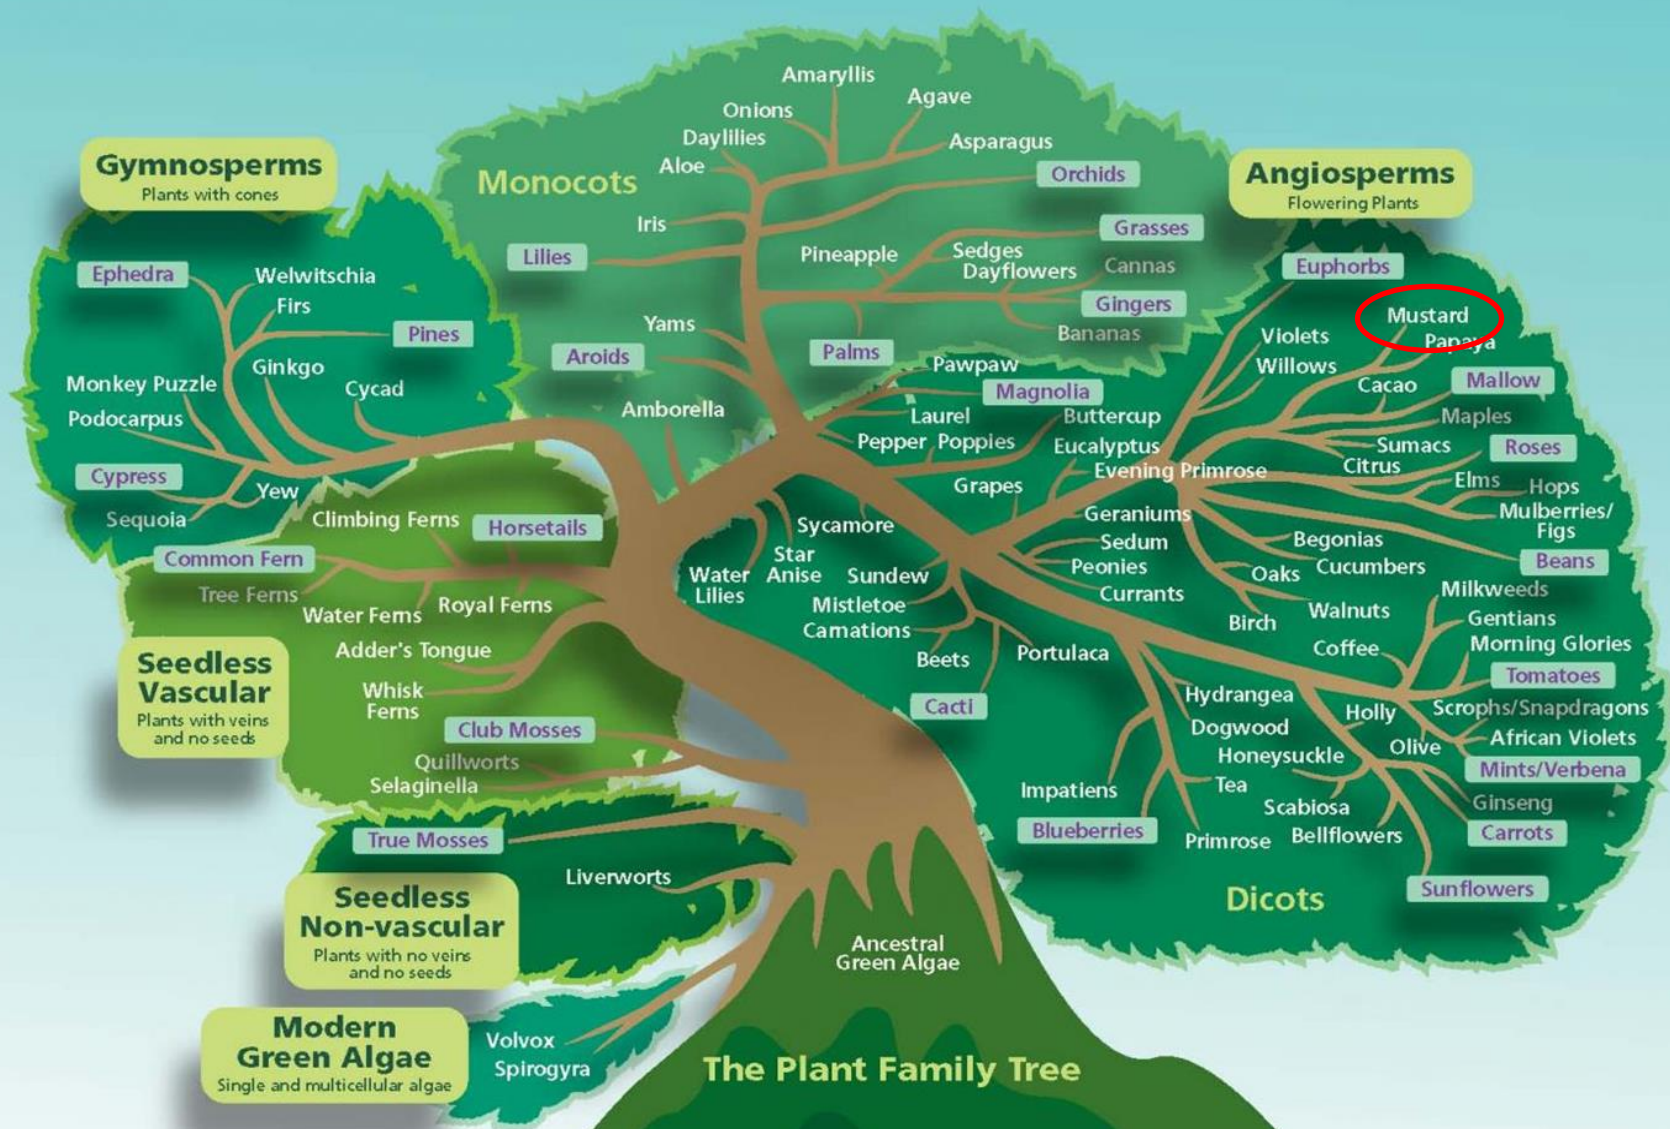 Amaryllis
Onions
Agave
Daylilies
Asparagus
Aloe
Monocots
Orchids
Iris
Lilies
Grasses
Pineapple
Sedges
Dayflowers
Cannas
Gingers
Bananas
Yams
Aroids
Palms
Amborella
Gymnosperms
Plants with cones
Ephedra
Welwitschia
Firs
Pines
Ginkgo
Monkey Puzzle
Cycad
Podocarpus
Cypress
Yew
Sequoia
Angiosperms
Flowering Plants
Euphorbs
Mustard
Violets
Papaya
Willows
Cacao
Mallow
Maples
Pawpaw
Magnolia
Laurel
Buttercup
Pepper
Poppies
Eucalyptus
Sumacs
Roses
Evening Primrose
Citrus
Grapes
Elms
Hops
Geraniums
Mulberries/
Figs
Sycamore
Sedum
Begonias
Star
Anise
Water
Lilies
Sundew
Peonies
Oaks
Cucumbers
Beans
Mistletoe
Currants
Milkweeds
Carnations
Birch
Walnuts
Gentians
Beets
Portulaca
Coffee
Morning Glories
Tomatoes
Cacti
Hydrangea
Holly
Scrophs/Snapdragons
Dogwood
Olive
African Violets
Honeysuckle
Mints/Verbena
Impatiens
Tea
Scabiosa
Ginseng
Blueberries
Primrose
Bellflowers
Carrots
Sunflowers
Dicots
Climbing Ferns
Horsetails
Common Fern
Tree Ferns
Water Ferns
Royal Ferns
Adder's Tongue
Whisk
Ferns
Seedless
Vascular
Plants with veins
and no seeds
Club Mosses
Quillworts
Selaginella
True Mosses
Liverworts
Seedless
Non-vascular
Plants with no veins
and no seeds
Ancestral
Green Algae
Modern
Green Algae
Single and multicellular algae
Volvox
Spirogyra
The Plant Family Tree